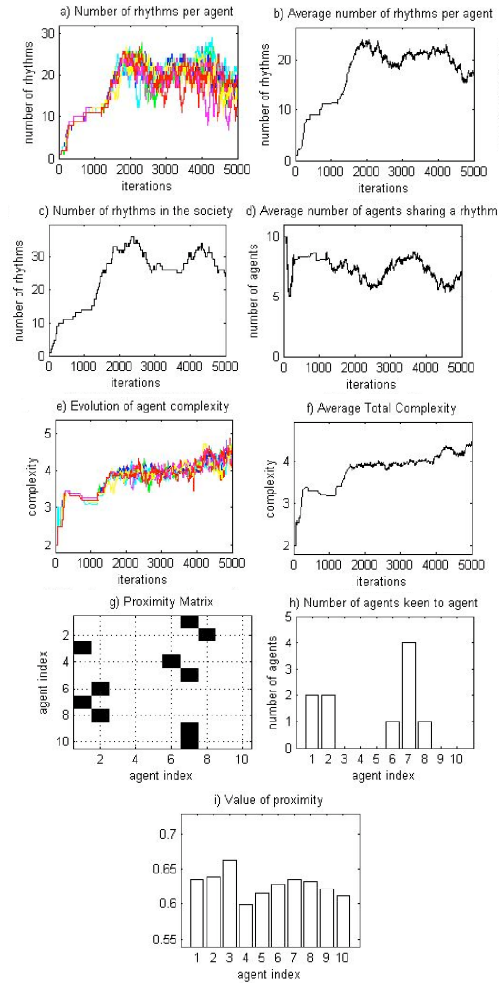 a) Number of rhythms per agent
number of rhythms
30
20
10
0
0 1000 2000 3000 4000 5000
iterations
b) Average number of rhythms per agent
number of rhythms
20
10
0
0 1000 2000 3000 4000 5000
iterations
c) Number of rhythms in the society
number of rhythms
30
20
10
0
0 1000 2000 3000 4000 5000
iterations
d) Average number of agents sharing a rhythm
number of agents
10
5
0
0 1000 2000 3000 4000 5000
iterations
e) Evolution of agent complexity
complexity
5
4
3
2
0 1000 2000 3000 4000 5000
iterations
f) Average Total Complexity
complexity
4
3
2
0 1000 2000 3000 4000 5000
iterations
g) Proximity Matrix
agent index
2
4
6
8
10
2 4 6 8 10
agent index
h) Number of agents keen to agent
number of agents
5
4
3
2
1
0
1 2 3 4 5 6 7 8 9 10
agent index
i) Value of proximity
0.7
0.65
0.6
0.55
1 2 3 4 5 6 7 8 9 10
agent index